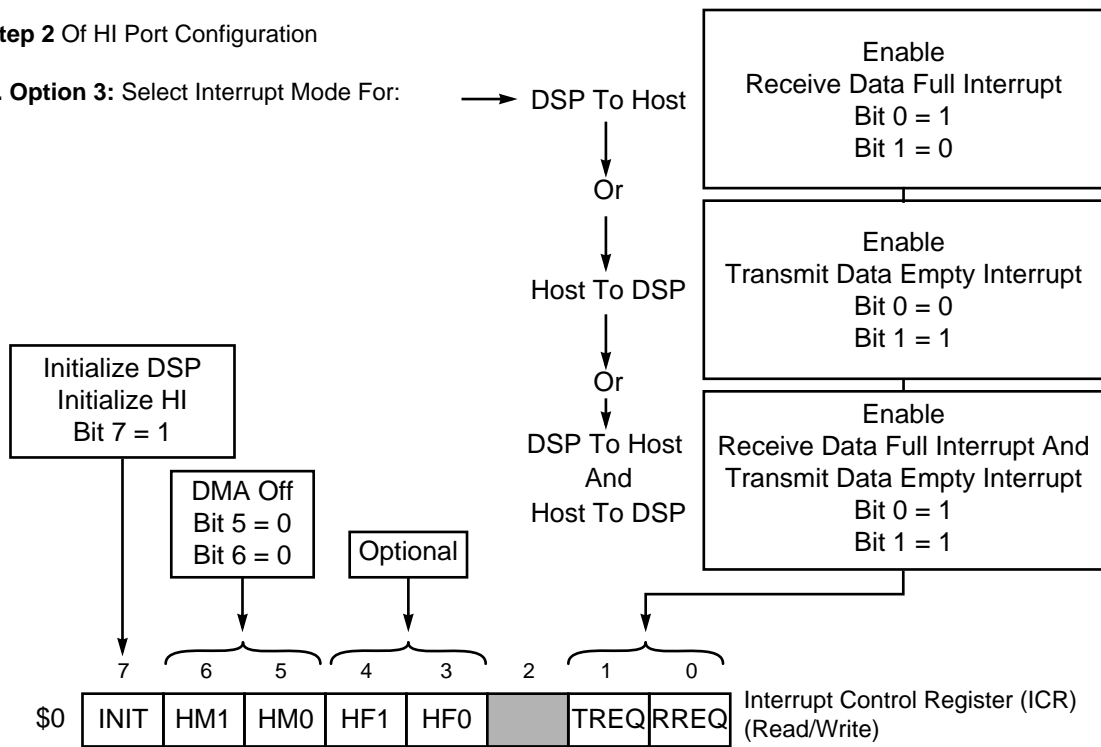 tep 2 Of HI Port Configuration
. Option 3: Select Interrupt Mode For:
DSP To Host
Or
Host To DSP
Or
DSP To Host
And
Host To DSP
Enable
Receive Data Full Interrupt
Bit 0 = 1
Bit 1 = 0
Enable
Transmit Data Empty Interrupt
Bit 0 = 0
Bit 1 = 1
Enable
Receive Data Full Interrupt And
Transmit Data Empty Interrupt
Bit 0 = 1
Bit 1 = 1
Initialize DSP
Initialize HI
Bit 7 = 1
DMA Off
Bit 5 = 0
Bit 6 = 0
Optional
7 6 5 4 3 2 1 0
$0 INIT HM1 HM0 HF1 HF0 TREQ RREQ
Interrupt Control Register (ICR)
(Read/Write)